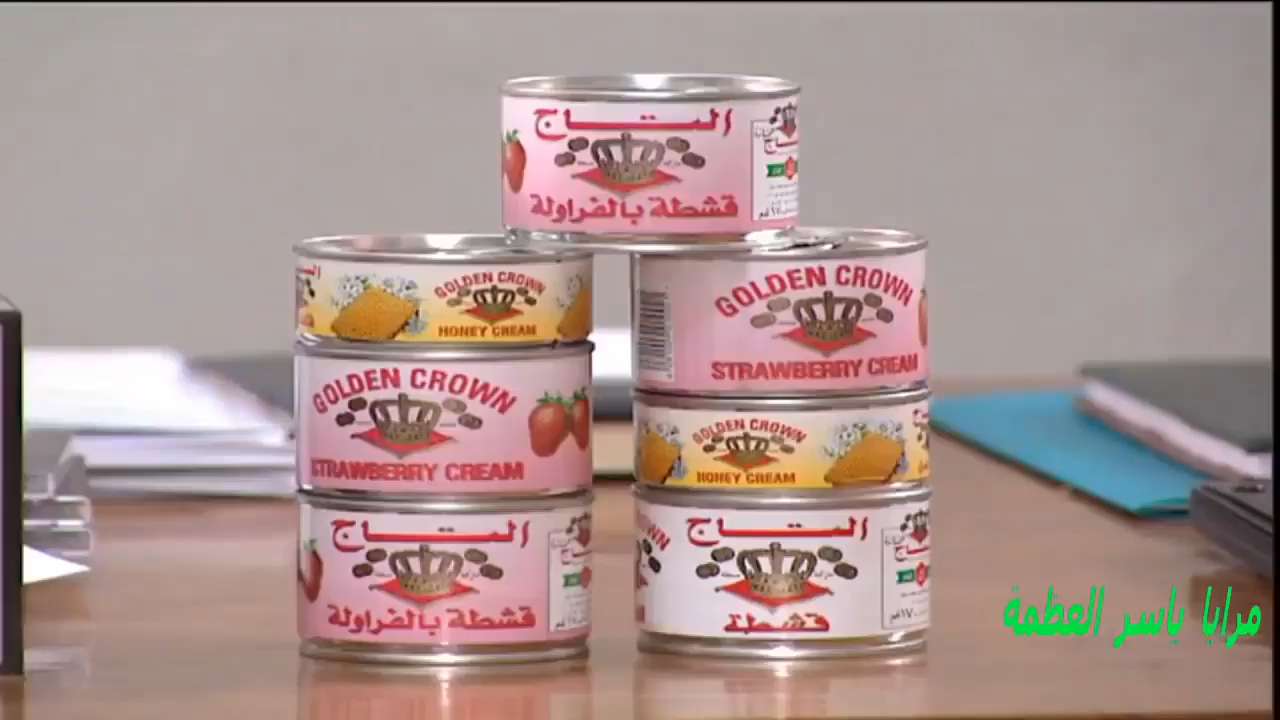 التاج
قشطة بالفراولة
GOLDEN CROWN
HONEY CREAM
GOLDEN CROWN
STRAWBERRY CREAM
GOLDEN CROWN
STRAWBERRY CREAM
GOLDEN CROWN
HONEY CREAM
التاج
قشطة بالفراولة
التاج
قشطة
مرايا ياسر العظمة